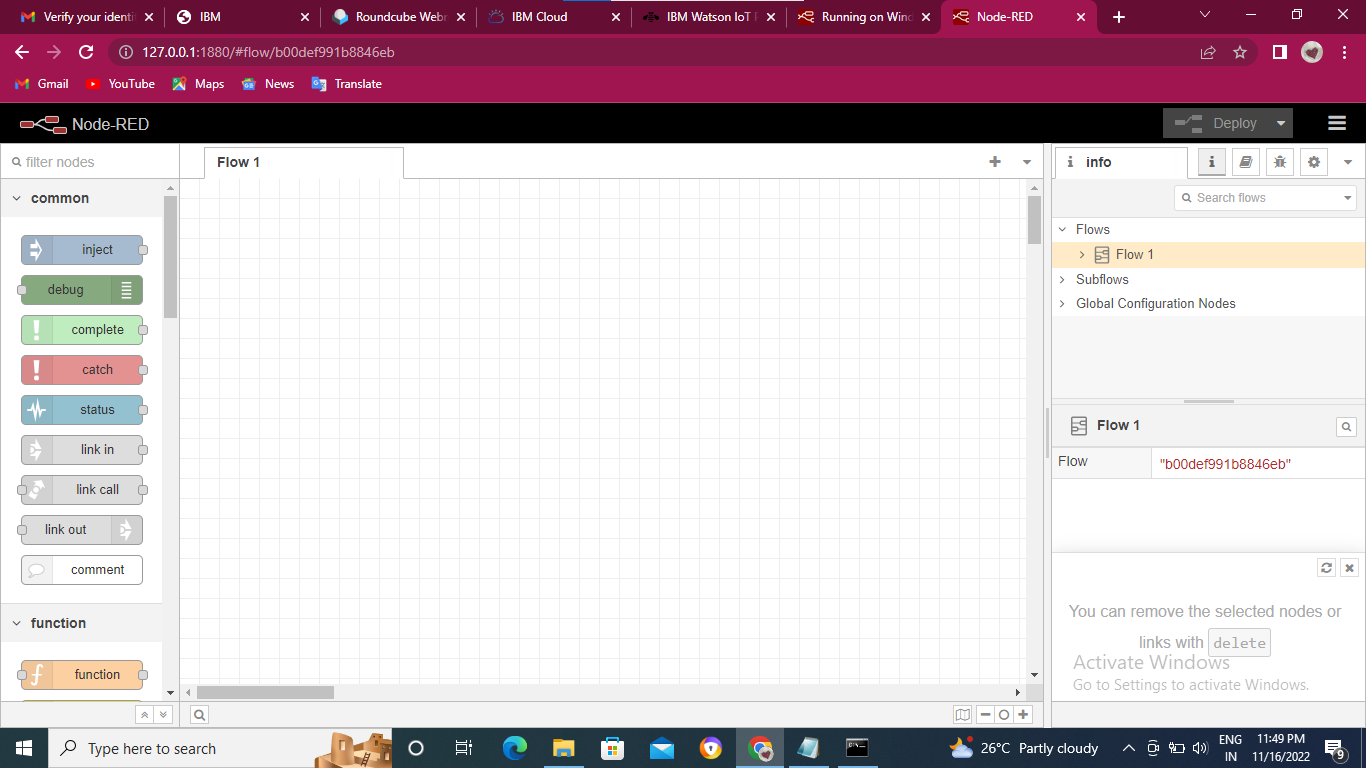 Verify your identi
IBM
Roundcube Webm
IBM Cloud
IBM Watson IoT P
Running on Wind
Node-RED
127.0.0.1:1880/#flow/b00def991b8846eb
Gmail
YouTube
Maps
News
Translate
Node-RED
Deploy
filter nodes
Flow 1
info
common
Search flows
inject
Flows
Flow 1
debug
Subflows
Global Configuration Nodes
complete
catch
status
Flow 1
link in
Flow
"b00def991b8846eb"
link call
link out
comment
function
You can remove the selected nodes or
links with delete
Activate Windows
function
Go to Settings to activate Windows.
Type here to search
26°C Partly cloudy
ENG
IN
11:49 PM
11/16/2022
9